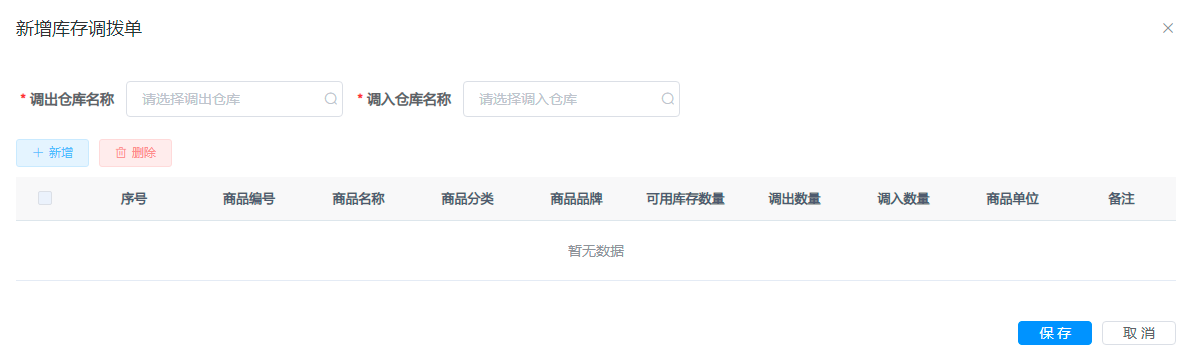 新增库存调拨单
* 调出仓库名称 请选择调出仓库 * 调入仓库名称 请选择调入仓库
新增 删除
序号 商品编号 商品名称 商品分类 商品品牌 可用库存数量 调出数量 调入数量 商品单位 备注
暂无数据
保存 取消